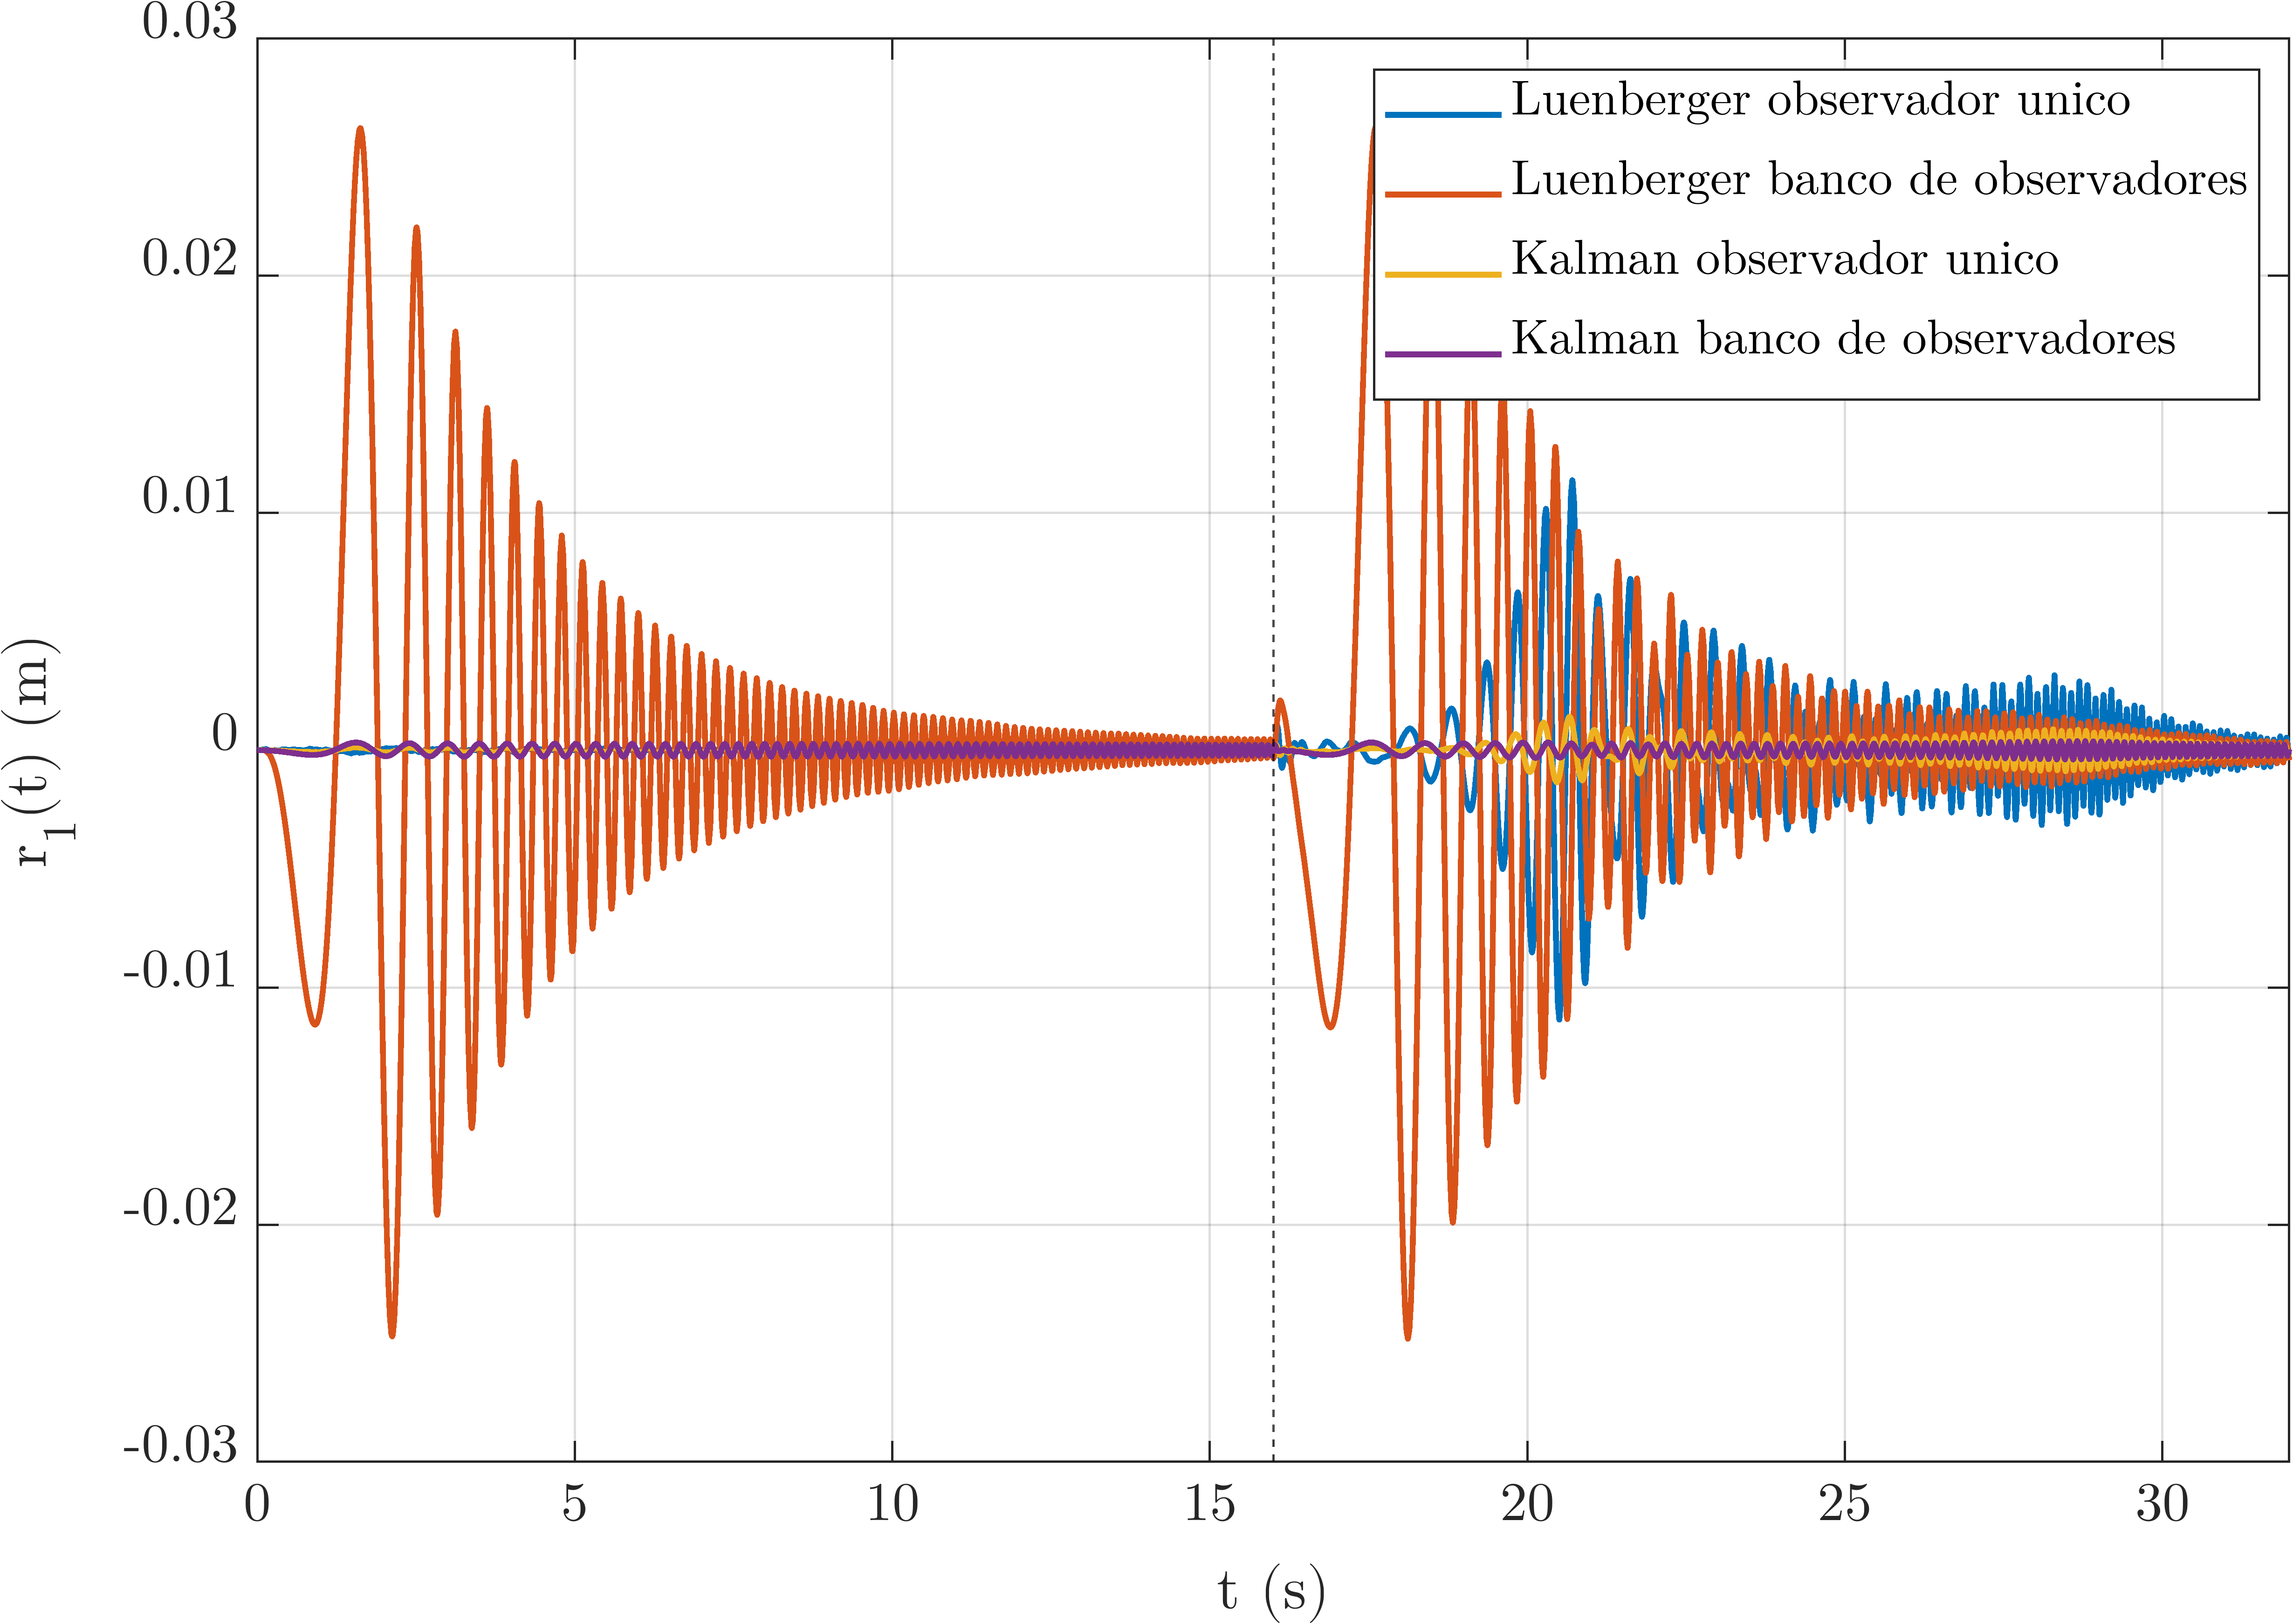 0.03
0.02
0.01
0
-0.01
-0.02
-0.03
r1(t) (m)
Luenberger observador unico
Luenberger banco de observadores
Kalman observador unico
Kalman banco de observadores
0 5 10 15 20 25 30
t (s)